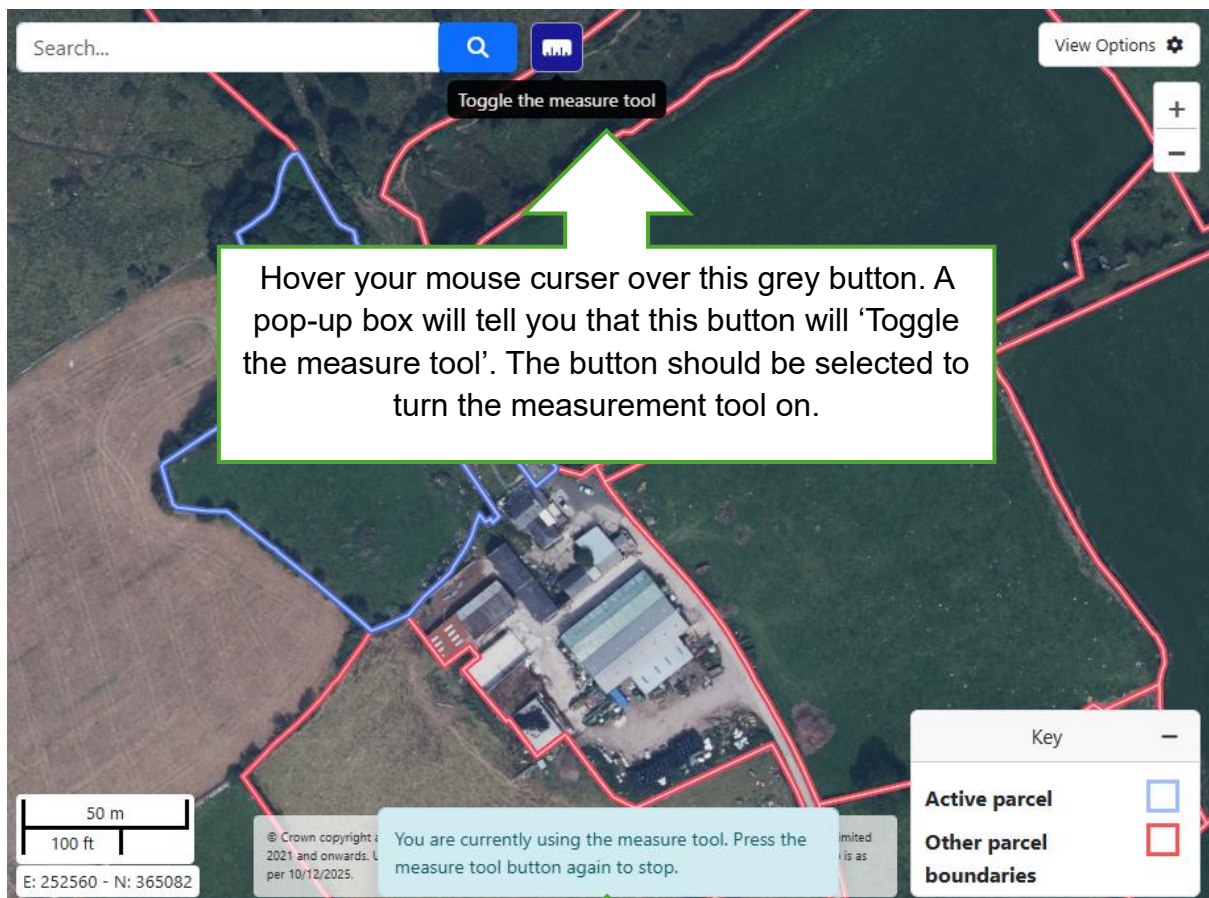 Search...
View Options
Toggle the measure tool
+
−
Hover your mouse curser over this grey button. A
pop-up box will tell you that this button will ‘Toggle
the measure tool’. The button should be selected to
turn the measurement tool on.
Key −
Active parcel
Other parcel
boundaries
50 m
100 ft
E: 252560 - N: 365082
© Crown copyright
2021 and onwards.
per 10/12/2025.
You are currently using the measure tool. Press the
measure tool button again to stop.
is as